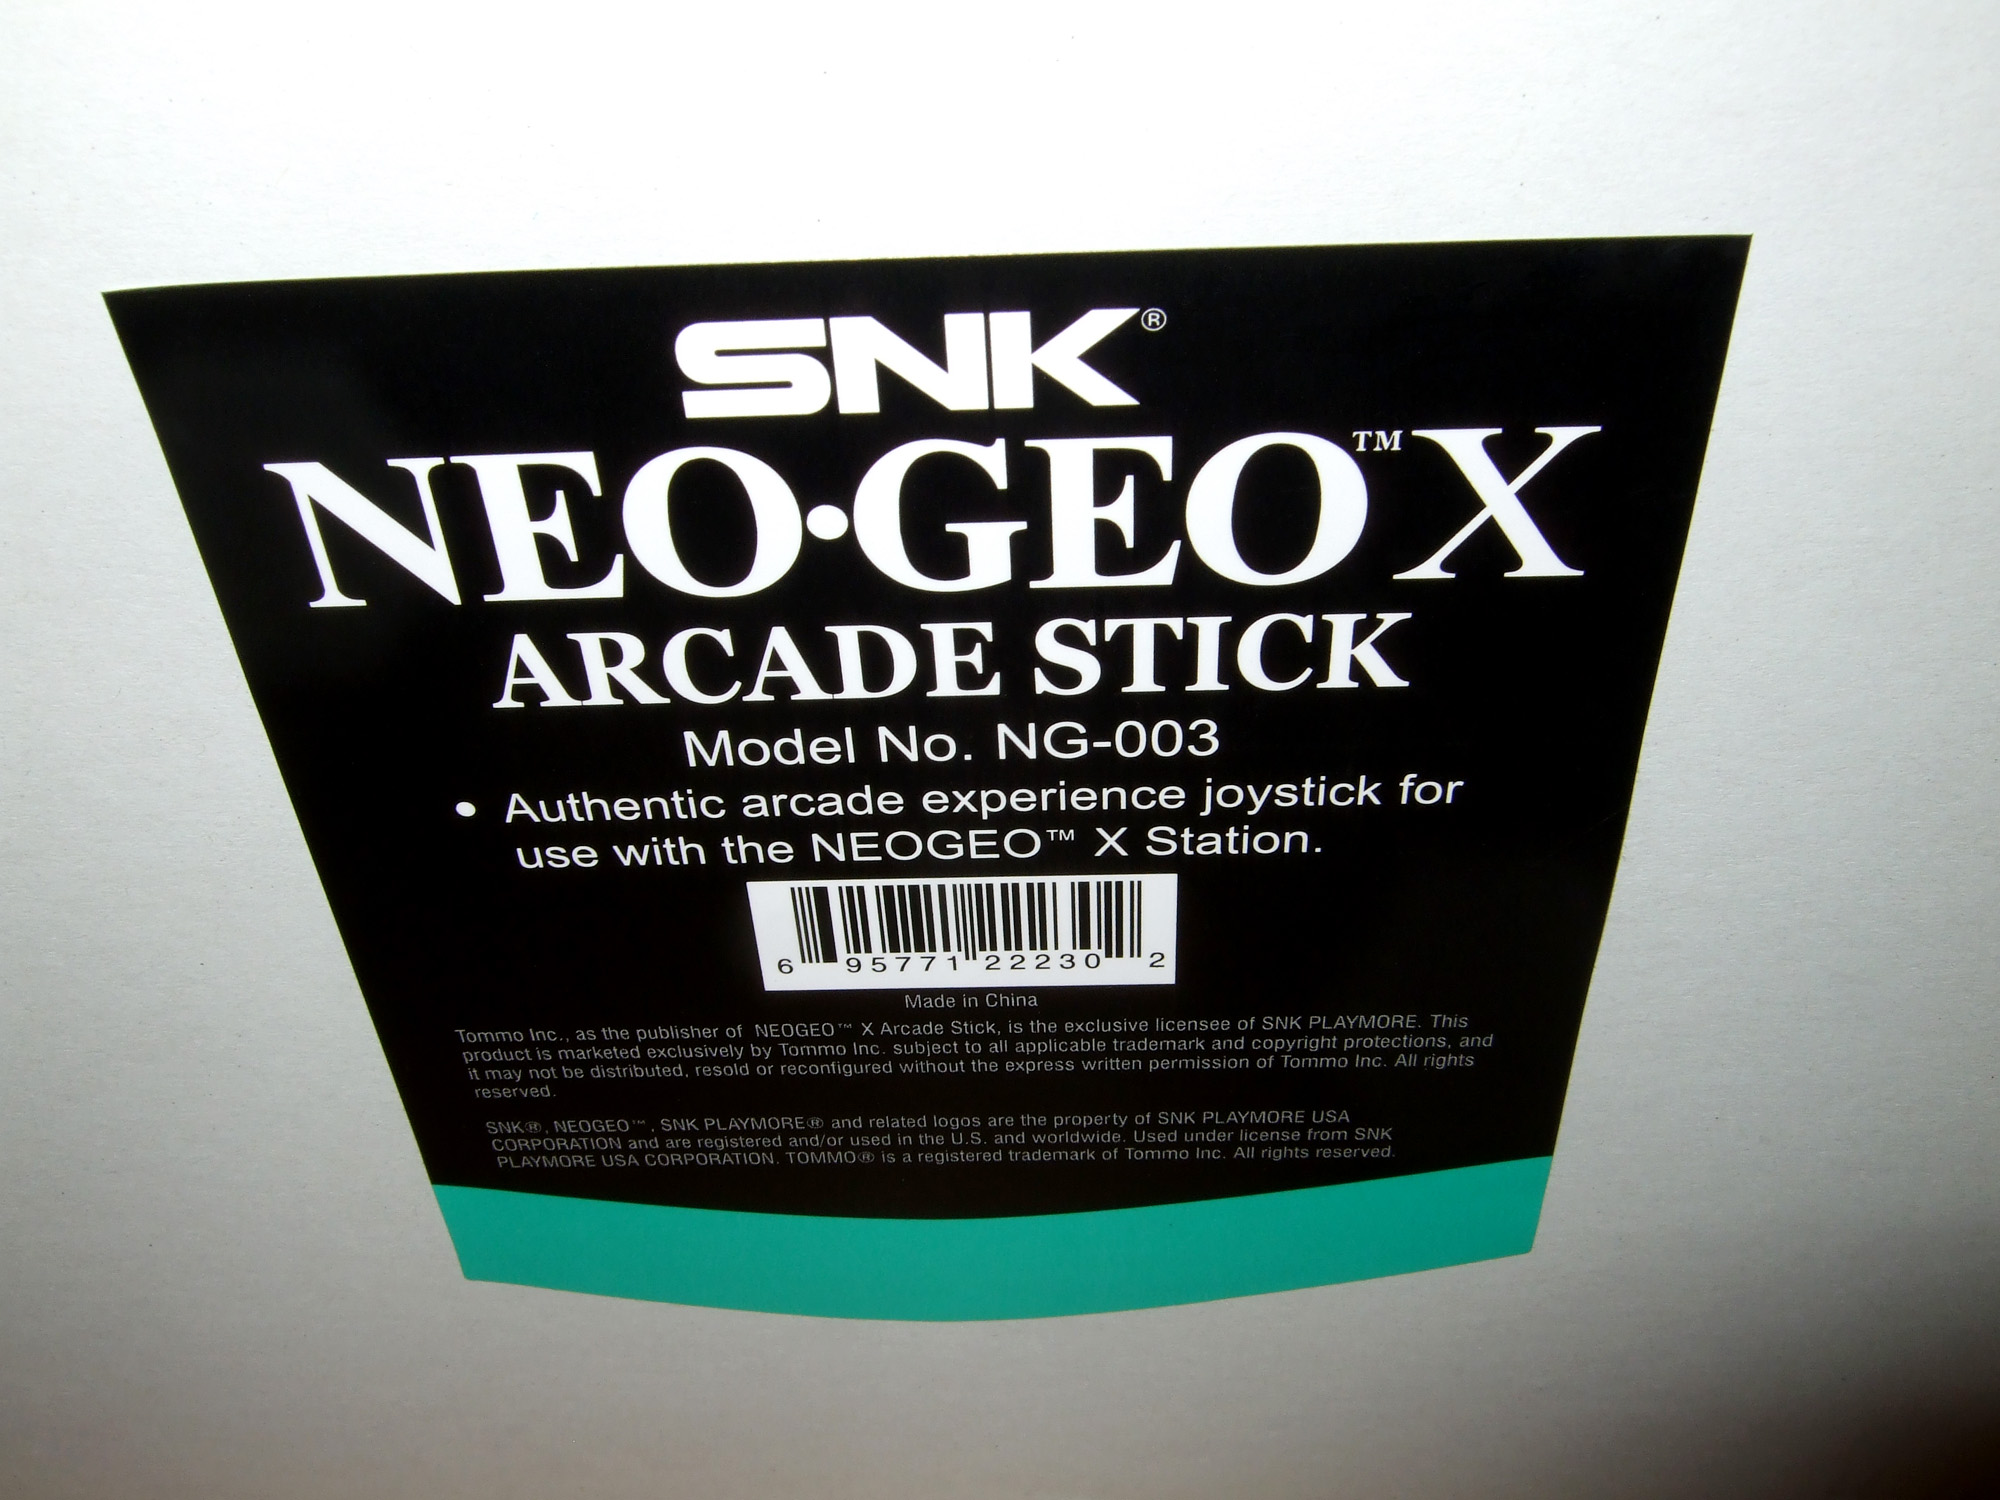 SNK®
NEO•GEO™ X
ARCADE STICK
Model No. NG-003
• Authentic arcade experience joystick for
use with the NEOGEO™ X Station.
6 95771 22230 2
Made in China
Tommo Inc., as the publisher of NEOGEO™ X Arcade Stick, is the exclusive licensee of SNK PLAYMORE. This
product is marketed exclusively by Tommo Inc. subject to all applicable trademark and copyright protections, and
it may not be distributed, resold or reconfigured without the express written permission of Tommo Inc. All rights
reserved.
SNK®, NEOGEO™, SNK PLAYMORE® and related logos are the property of SNK PLAYMORE USA
CORPORATION and are registered and/or used in the U.S. and worldwide. Used under license from SNK
PLAYMORE USA CORPORATION. TOMMO® is a registered trademark of Tommo Inc. All rights reserved.